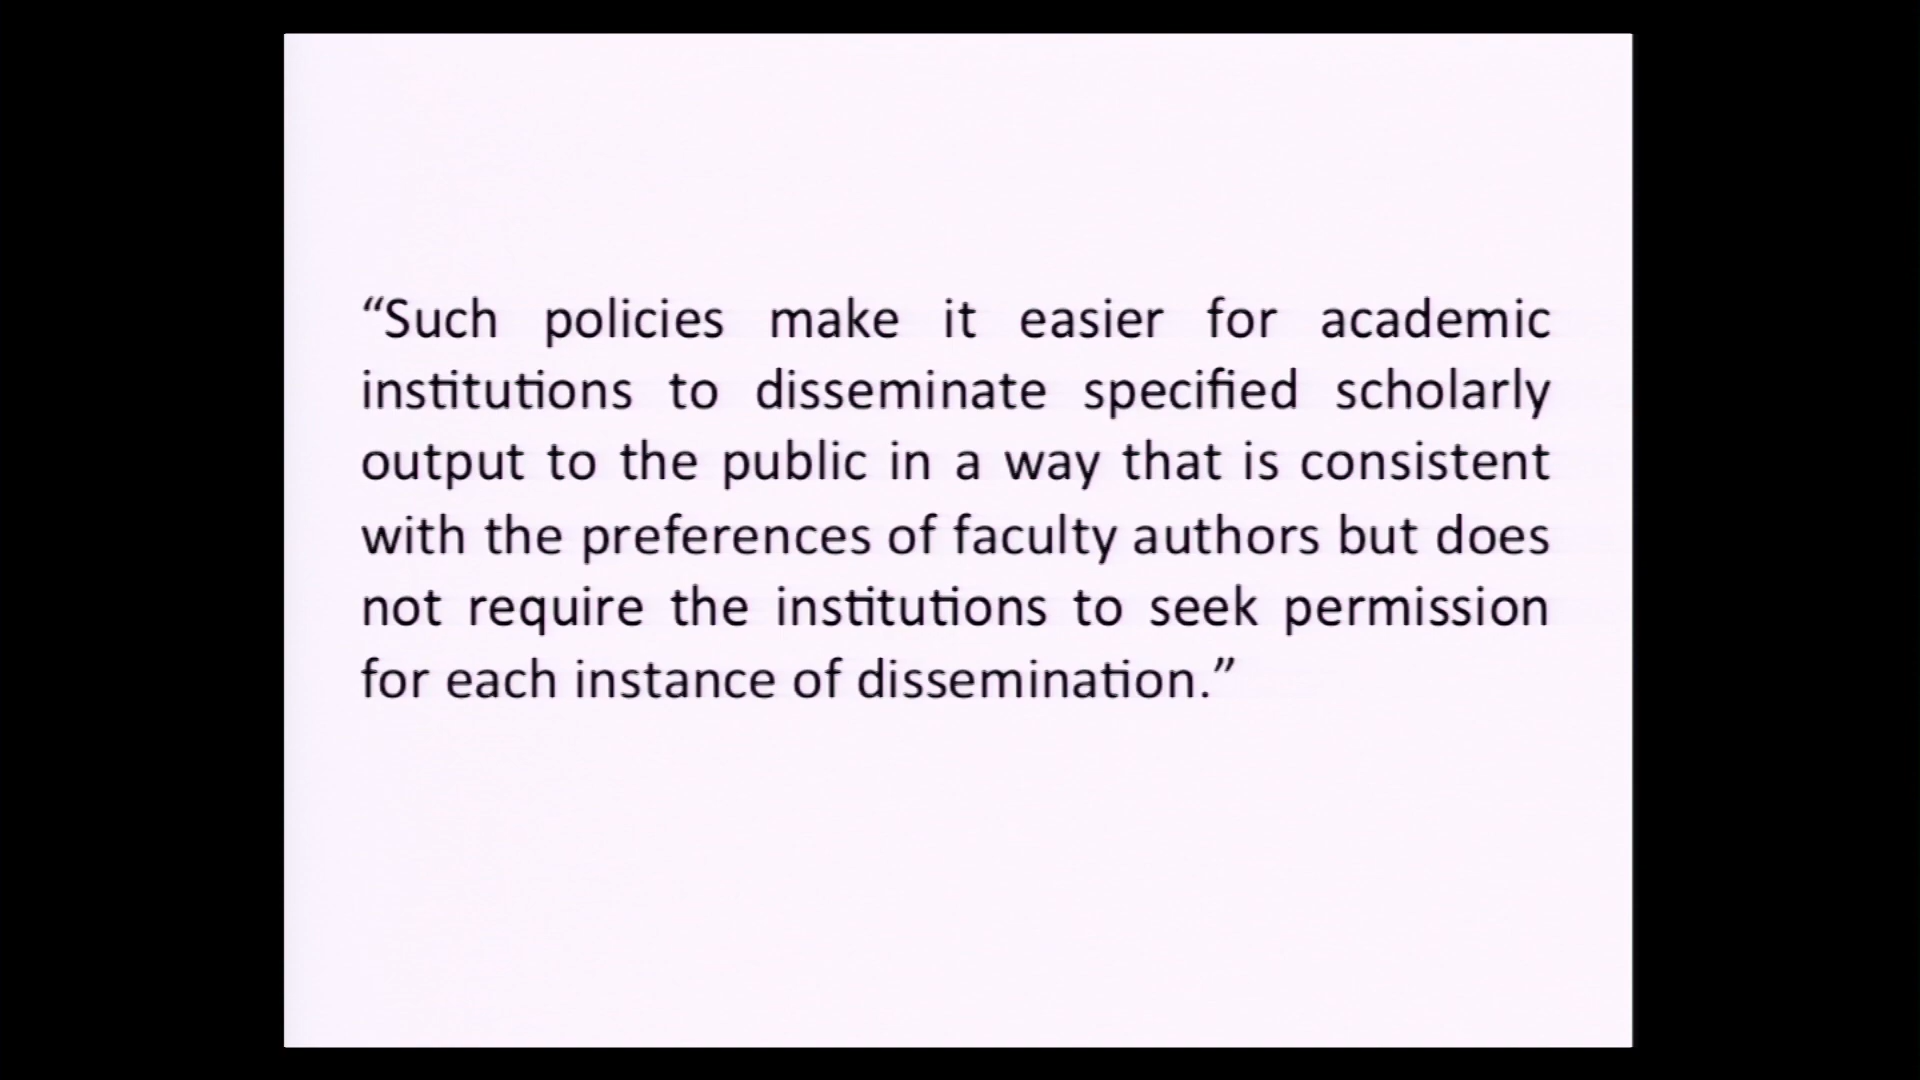 “Such policies make it easier for academic
institutions to disseminate specified scholarly
output to the public in a way that is consistent
with the preferences of faculty authors but does
not require the institutions to seek permission
for each instance of dissemination.”